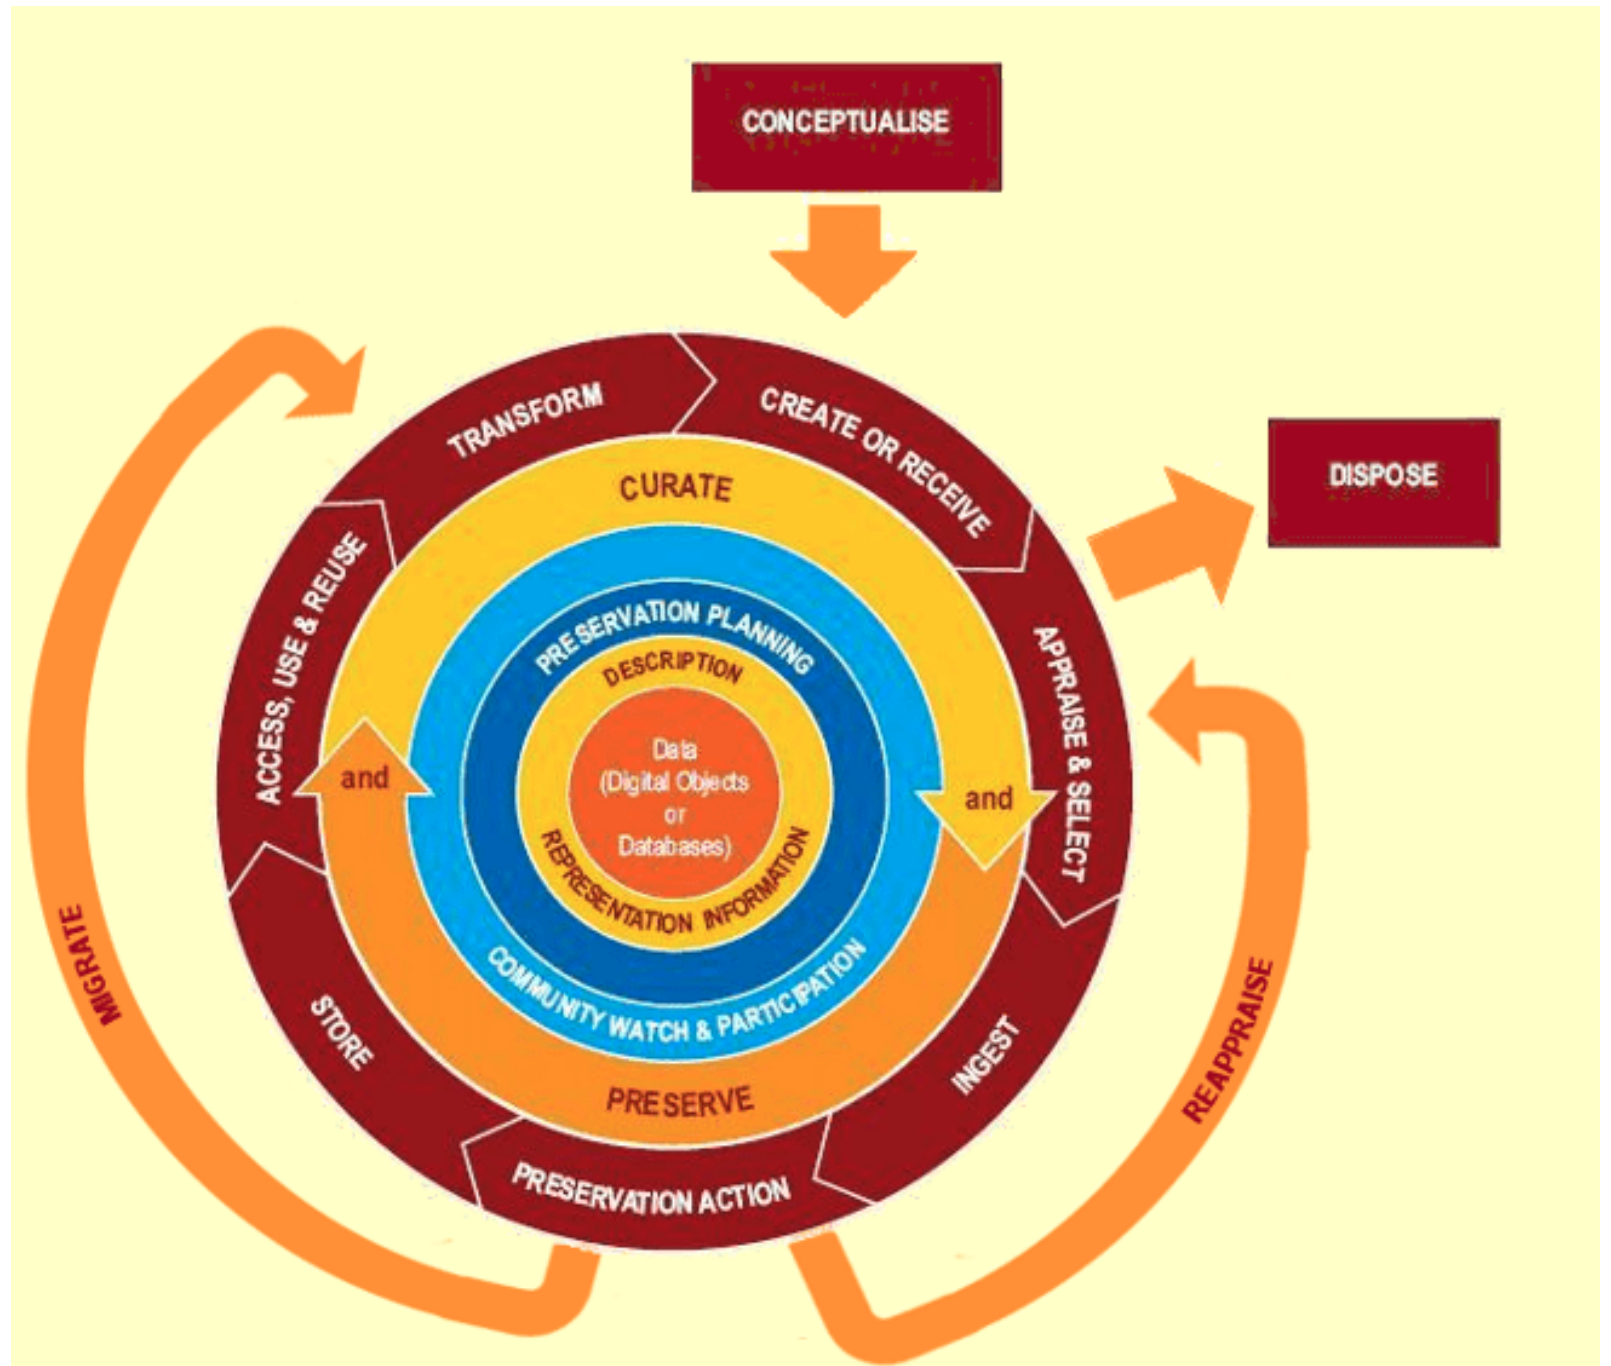 CONCEPTUALISE
TRANSFORM
CREATE OR RECEIVE
DISPOSE
CURATE
ACCESS, USE & REUSE
PRESERVATION PLANNING
DESCRIPTION
APPRAISE & SELECT
Data
(Digital Objects
or
Databases)
and
and
REPRESENTATION INFORMATION
COMMUNITY WATCH & PARTICIPATION
MIGRATE
STORE
INGEST
REAPPRAISE
PRESERVE
PRESERVATION ACTION